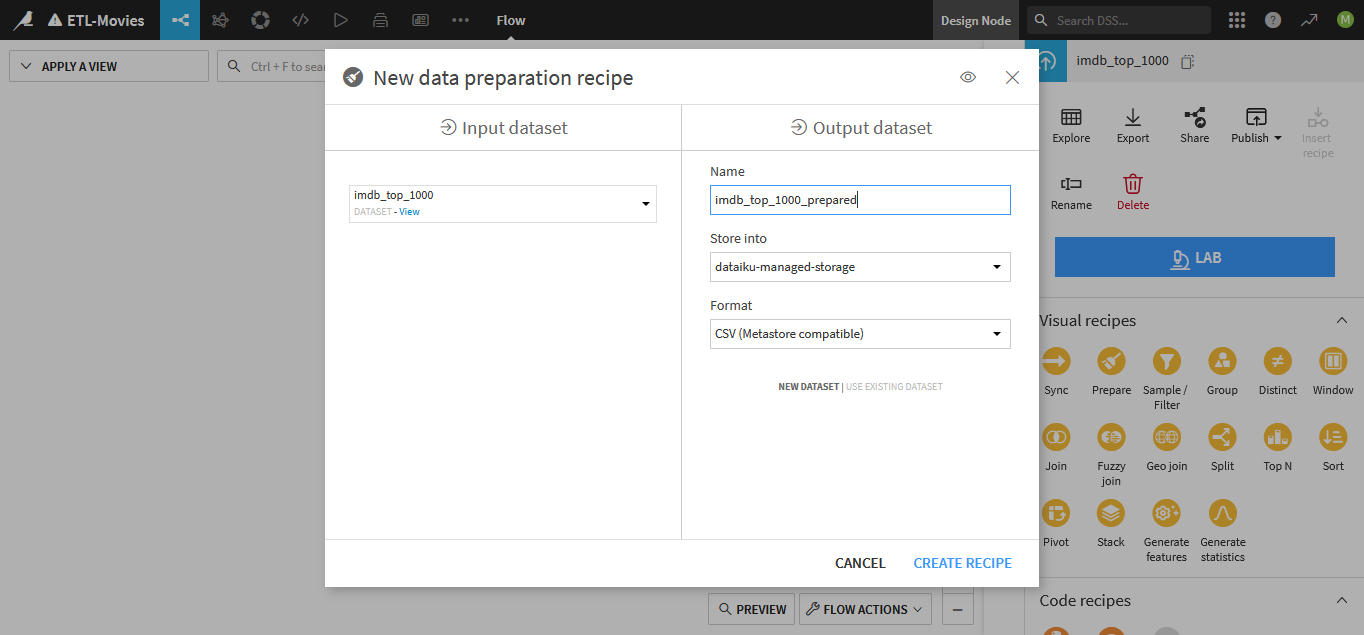 ETL-Movies
Flow
Design Node
Search DSS...
M
APPLY A VIEW
Ctrl + F to sear
New data preparation recipe
Input dataset
Output dataset
imdb_top_1000
DATASET - View
Name
imdb_top_1000_prepared
Store into
dataiku-managed-storage
Format
CSV (Metastore compatible)
NEW DATASET | USE EXISTING DATASET
CANCEL
CREATE RECIPE
PREVIEW
FLOW ACTIONS
imdb_top_1000
Explore
Export
Share
Publish
Insert
recipe
Rename
Delete
LAB
Visual recipes
Sync
Prepare
Sample /
Filter
Group
Distinct
Window
Join
Fuzzy
join
Geo join
Split
Top N
Sort
Pivot
Stack
Generate
features
Generate
statistics
Code recipes